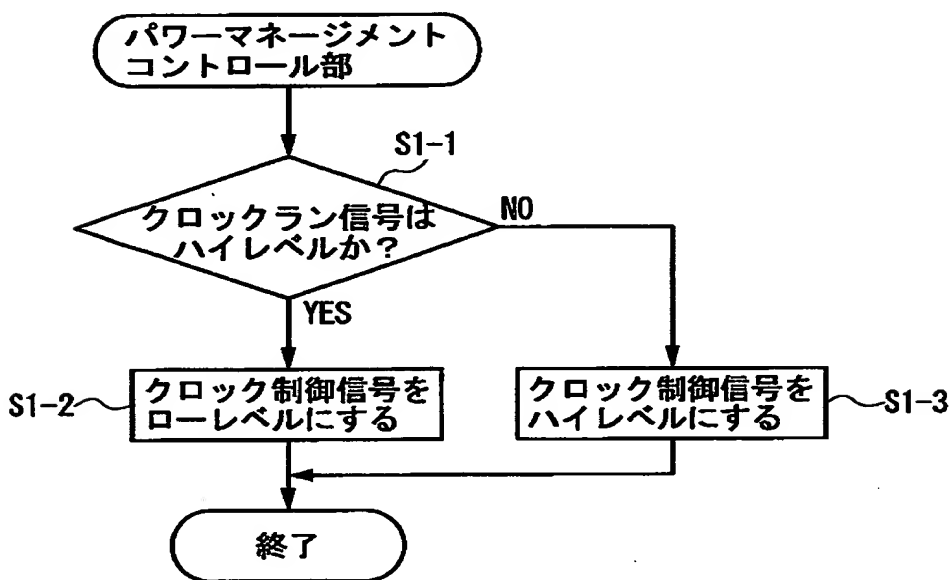 パワーマネージメント
コントロール部
S1-1
クロックラン信号は
ハイレベルか?
NO
YES
S1-2
クロック制御信号を
ローレベルにする
クロック制御信号を
ハイレベルにする
S1-3
終了